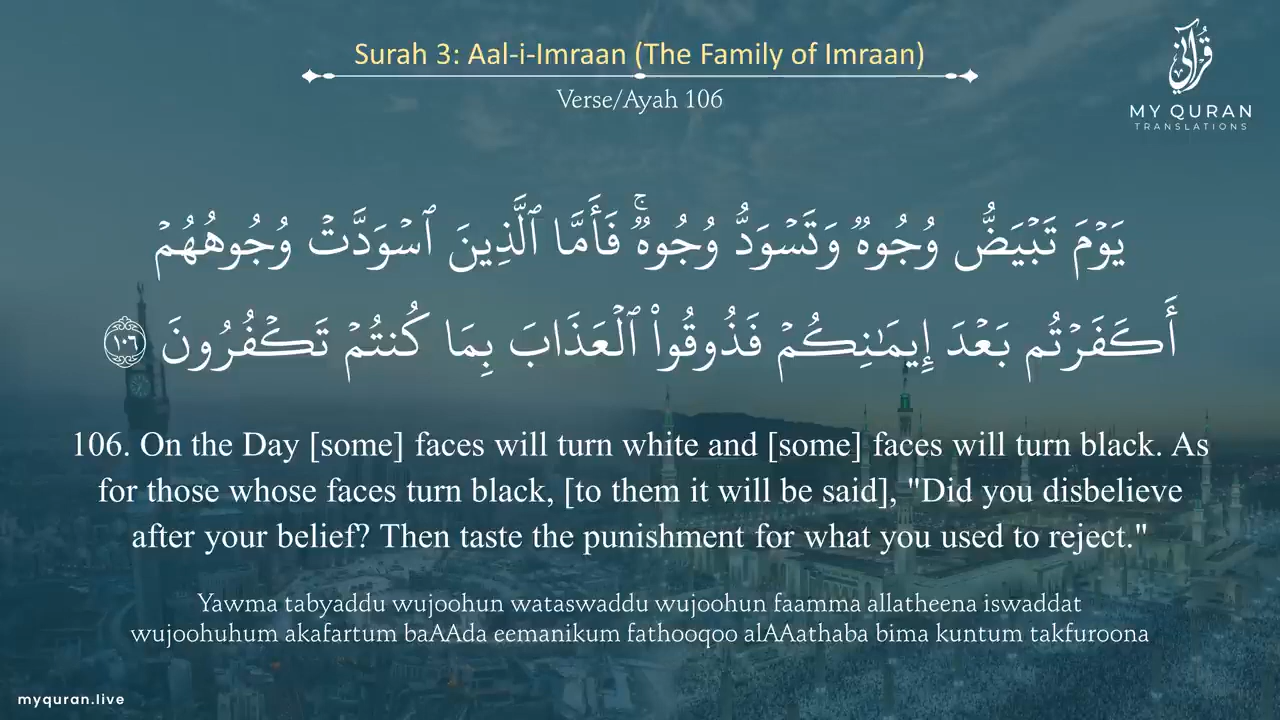 Surah 3: Aal-i-Imraan (The Family of Imraan)
Verse/Ayah 106
قرآني
MY QURAN
TRANSLATIONS
يَوْمَ تَبْيَضُّ وُجُوهٌ وَتَسْوَدُّ وُجُوهٌ ۚ فَأَمَّا ٱلَّذِينَ ٱسْوَدَّتْ وُجُوهُهُمْ
أَكَفَرْتُم بَعْدَ إِيمَـٰنِكُمْ فَذُوقُوا۟ ٱلْعَذَابَ بِمَا كُنتُمْ تَكْفُرُونَ ١٠٦
106. On the Day [some] faces will turn white and [some] faces will turn black. As
for those whose faces turn black, [to them it will be said], "Did you disbelieve
after your belief? Then taste the punishment for what you used to reject."
Yawma tabyaddu wujoohun wataswaddu wujoohun faamma allatheena iswaddat
wujoohuhum akafartum baAAda eemanikum fathooqoo alAAathaba bima kuntum takfuroona
myquran.live